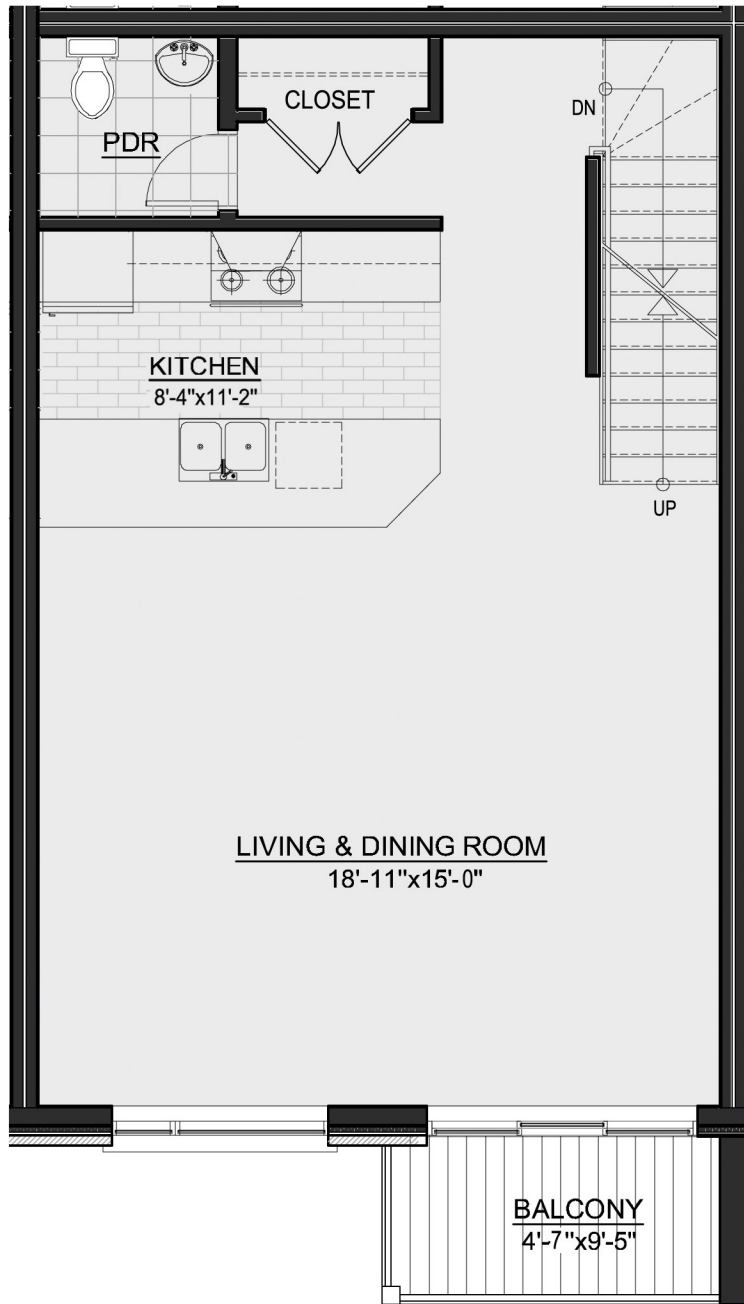 CLOSET
DN
PDR
KITCHEN
8'-4"x11'-2"
UP
LIVING & DINING ROOM
18'-11"x15'-0"
BALCONY
4'-7"x9'-5"